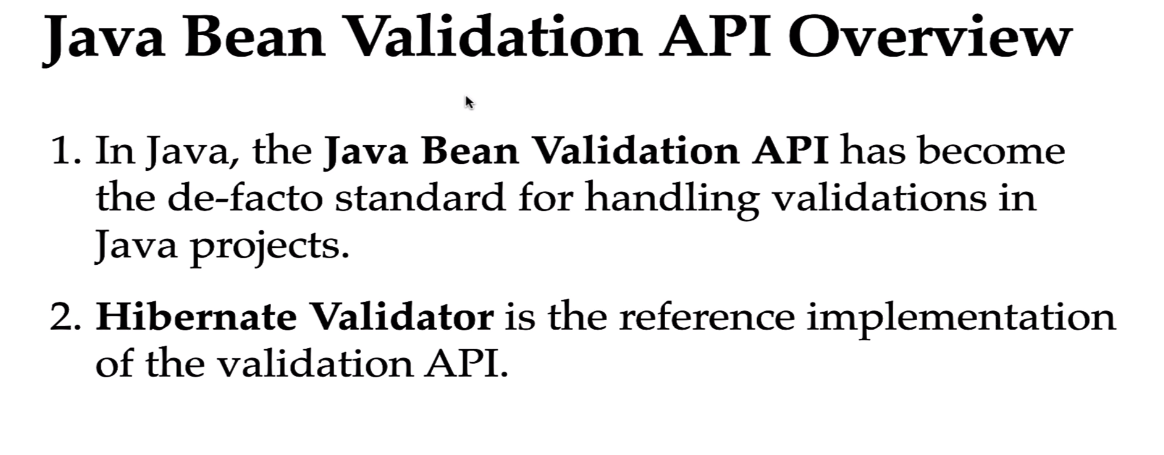 Java Bean Validation API Overview
1. In Java, the Java Bean Validation API has become
the de-facto standard for handling validations in
Java projects.
2. Hibernate Validator is the reference implementation
of the validation API.